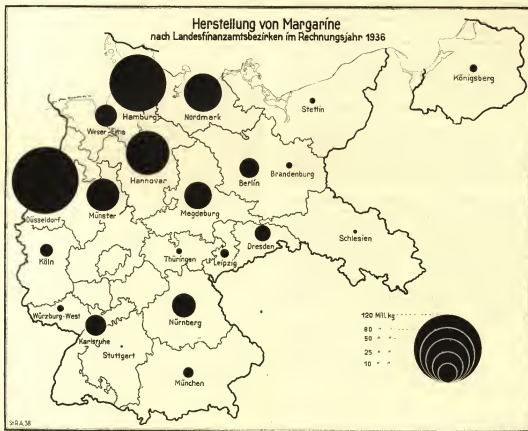 Herstellung von Margarine
nach Landesfinanzamtsbezirken im Rechnungsjahr 1936
Königsberg
Hamburg
Nordmark
Stettin
Weser-Ems
Hannover
Berlin
Brandenburg
Düsseldorf
Münster
Magdeburg
Dresden
Schlesien
Köln
Thüringen
Leipzig
Würzburg-West
Nürnberg
Karlsruhe
Stuttgart
München
120 Mill. kg
80 " "
50 " "
25 " "
10 " "
StRA38